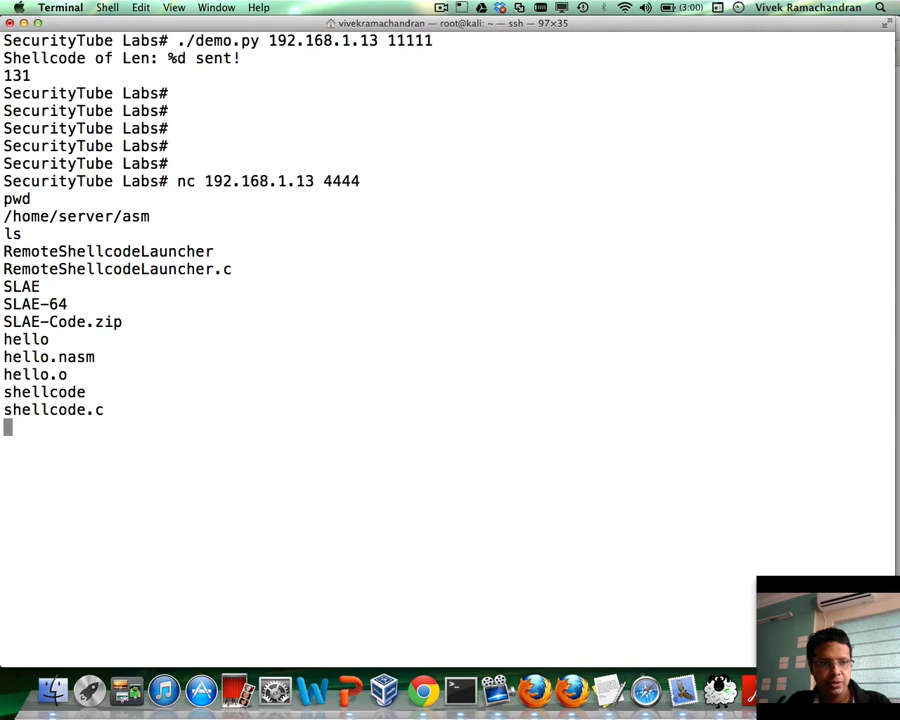 Terminal Shell Edit View Window Help (3:00) Vivek Ramachandran
vivekramachandran — root@kali: ~ — ssh — 97×35
SecurityTube Labs# ./demo.py 192.168.1.13 11111
Shellcode of Len: %d sent!
131
SecurityTube Labs#
SecurityTube Labs#
SecurityTube Labs#
SecurityTube Labs#
SecurityTube Labs#
SecurityTube Labs# nc 192.168.1.13 4444
pwd
/home/server/asm
ls
RemoteShellcodeLauncher
RemoteShellcodeLauncher.c
SLAE
SLAE-64
SLAE-Code.zip
hello
hello.nasm
hello.o
shellcode
shellcode.c